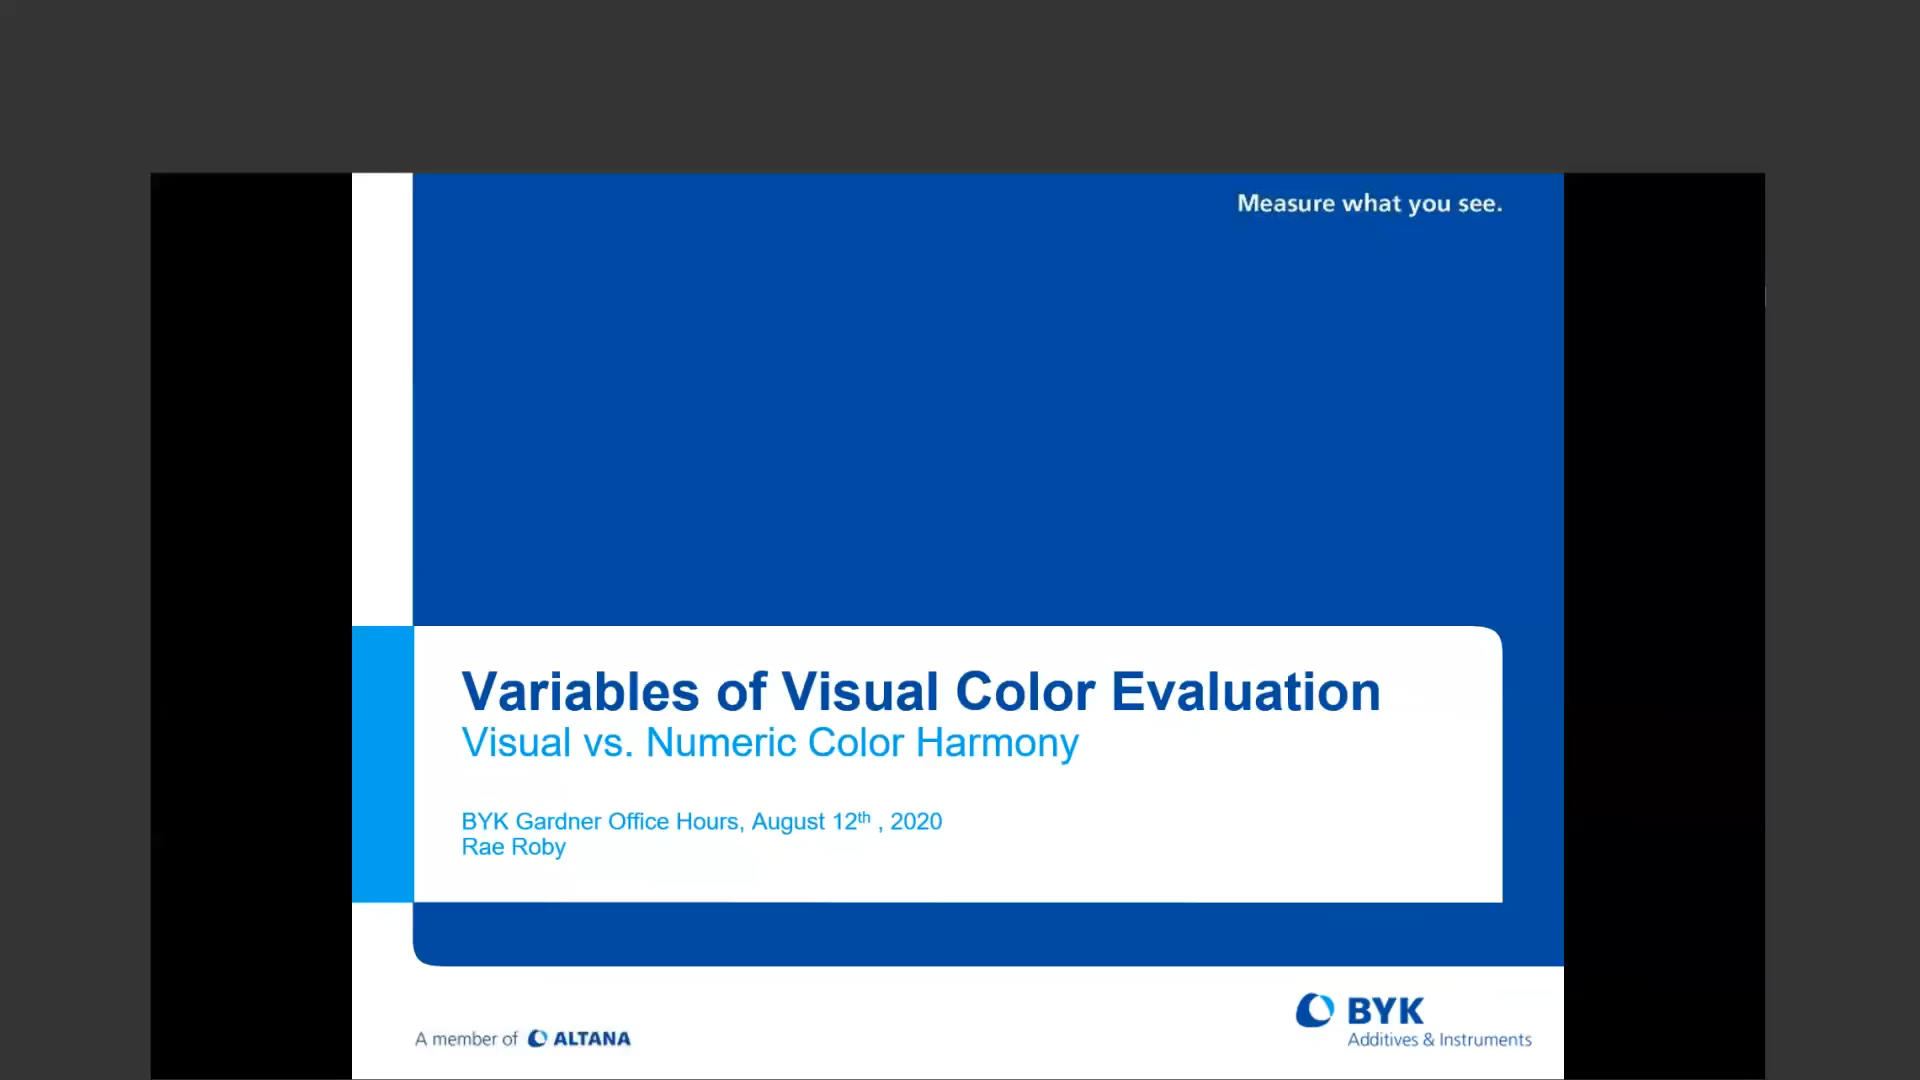 Measure what you see.
Variables of Visual Color Evaluation
Visual vs. Numeric Color Harmony
BYK Gardner Office Hours, August 12th , 2020
Rae Roby
A member of ALTANA
BYK
Additives & Instruments